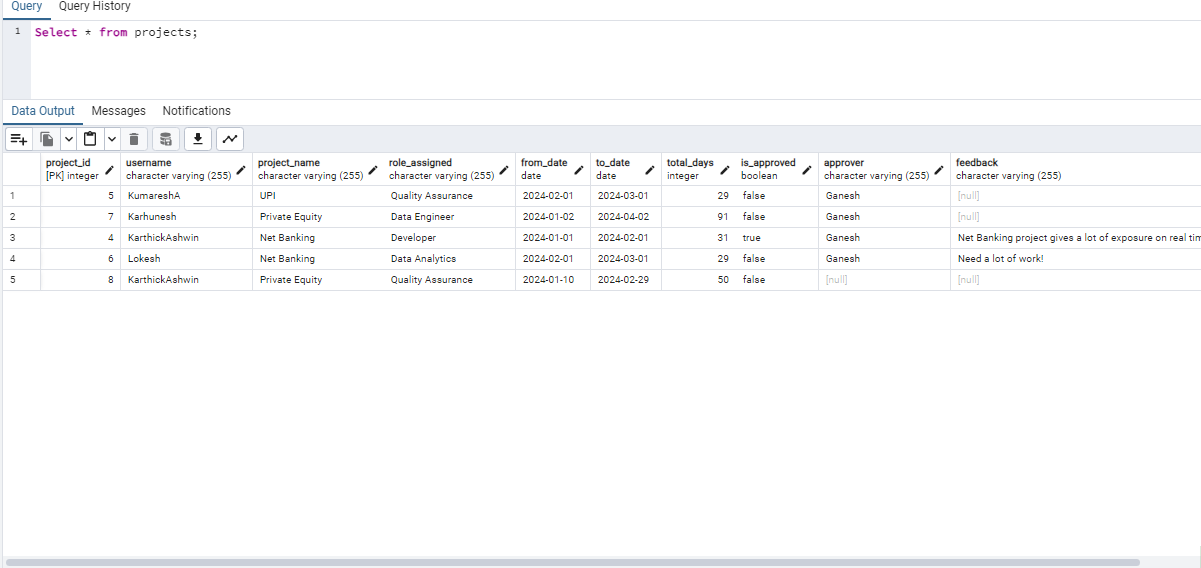 Query Query History
1 Select * from projects;
Data Output Messages Notifications
project_id username project_name role_assigned from_date to_date total_days is_approved approver feedback
[PK] integer character varying (255) character varying (255) character varying (255) date date integer boolean character varying (255) character varying (255)
1 5 KumareshA UPI Quality Assurance 2024-02-01 2024-03-01 29 false Ganesh [null]
2 7 Karhunesh Private Equity Data Engineer 2024-01-02 2024-04-02 91 false Ganesh [null]
3 4 KarthickAshwin Net Banking Developer 2024-01-01 2024-02-01 31 true Ganesh Net Banking project gives a lot of exposure on real tim
4 6 Lokesh Net Banking Data Analytics 2024-02-01 2024-03-01 29 false Ganesh Need a lot of work!
5 8 KarthickAshwin Private Equity Quality Assurance 2024-01-10 2024-02-29 50 false [null] [null]